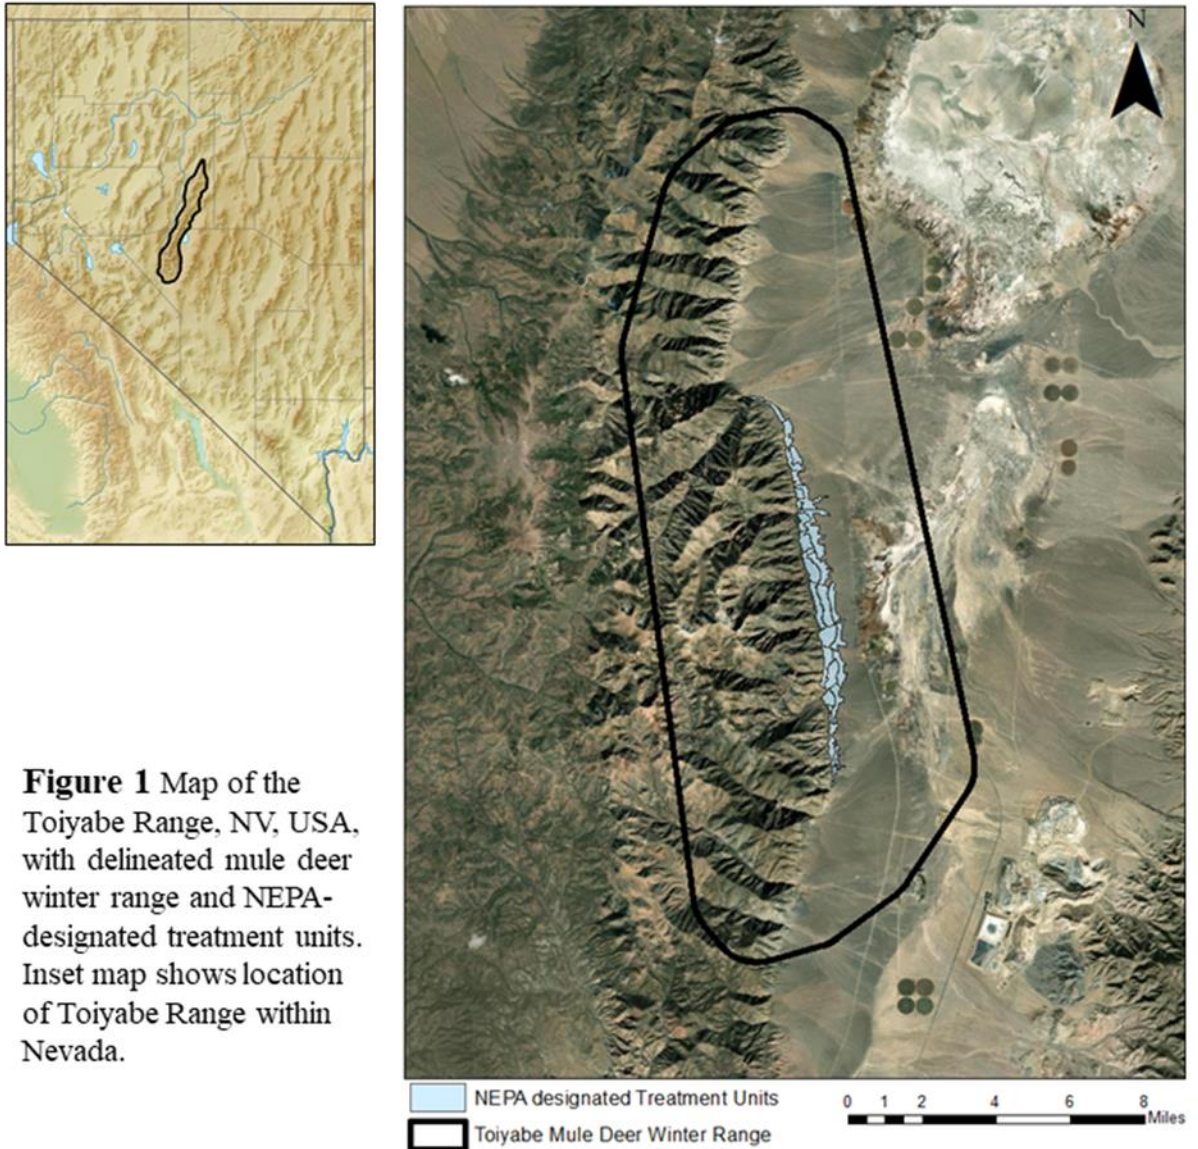 N
Figure 1 Map of the
Toiyabe Range, NV, USA,
with delineated mule deer
winter range and NEPA-
designated treatment units.
Inset map shows location
of Toiyabe Range within
Nevada.
NEPA designated Treatment Units
Toiyabe Mule Deer Winter Range
0 1 2 4 6 8
Miles